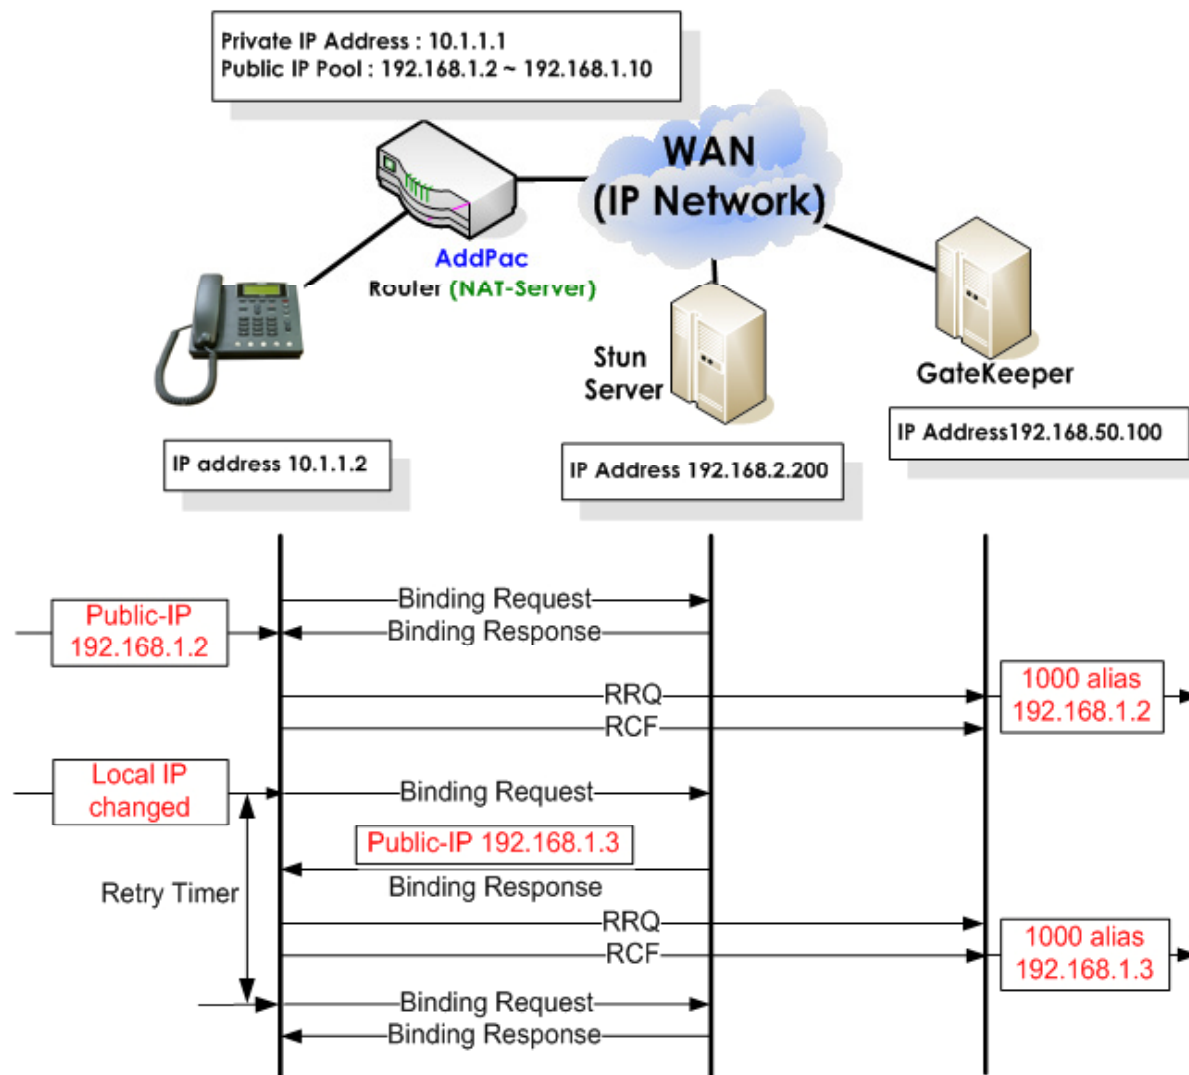 Private IP Address : 10.1.1.1
Public IP Pool : 192.168.1.2 ~ 192.168.1.10
WAN
(IP Network)
AddPac
Router (NAT-Server)
Stun
Server
GateKeeper
IP address 10.1.1.2
IP Address 192.168.2.200
IP Address192.168.50.100
Binding Request
Public-IP
192.168.1.2
Binding Response
RRQ
1000 alias
192.168.1.2
RCF
Local IP
changed
Binding Request
Public-IP 192.168.1.3
Binding Response
Retry Timer
RRQ
RCF
1000 alias
192.168.1.3
Binding Request
Binding Response